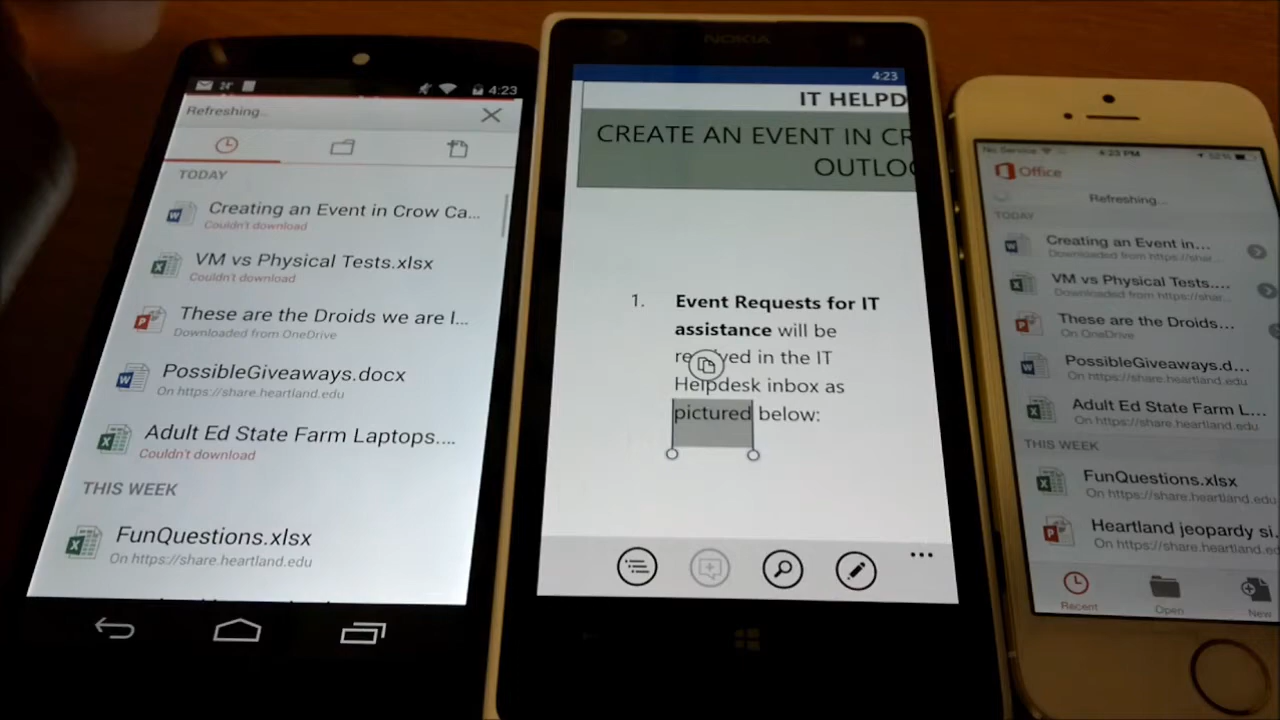 4:23
Refreshing...
TODAY
Creating an Event in Crow Ca...
Couldn't download
VM vs Physical Tests.xlsx
Couldn't download
These are the Droids we are l...
Downloaded from OneDrive
PossibleGiveaways.docx
On https://share.heartland.edu
Adult Ed State Farm Laptops....
Couldn't download
THIS WEEK
FunQuestions.xlsx
On https://share.heartland.edu
NOKIA
4:23
IT HELPD
CREATE AN EVENT IN CR
OUTLOO
1. Event Requests for IT
assistance will be
received in the IT
Helpdesk inbox as
pictured below:
No Service 4:23 PM 52%
Office
Refreshing...
TODAY
Creating an Event in...
Downloaded from https://shar...
VM vs Physical Tests....
Downloaded from https://shar...
These are the Droids...
On OneDrive
PossibleGiveaways.d...
On https://share.heartland.edu
Adult Ed State Farm L...
On https://share.heartland.edu
THIS WEEK
FunQuestions.xlsx
On https://share.heartland.edu
Heartland jeopardy si
On https://share.heartland.edu
Recent Open New